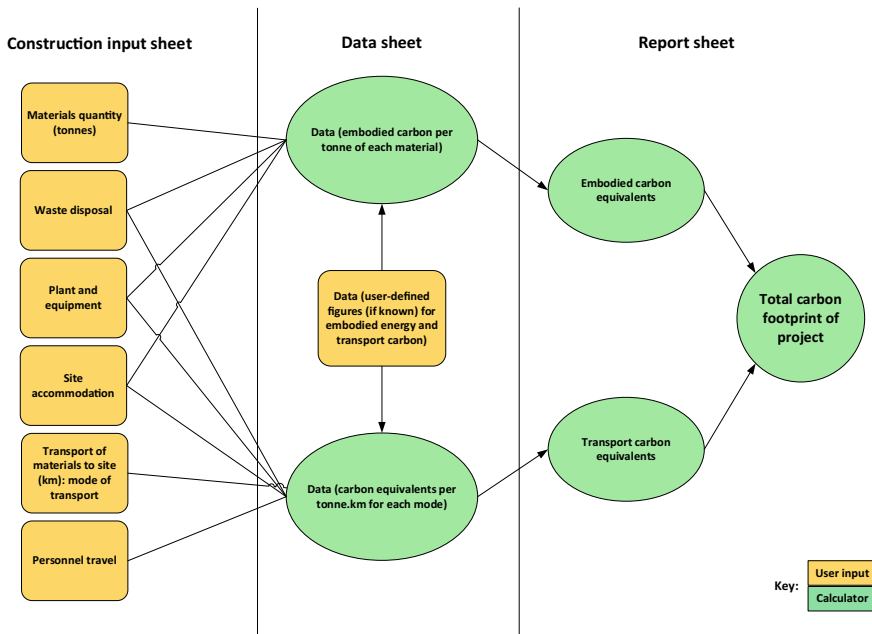 Construction input sheet
Data sheet
Report sheet
Materials quantity
(tonnes)
Waste disposal
Plant and
equipment
Site
accommodation
Transport of
materials to site
(km): mode of
transport
Personnel travel
Data (embodied carbon per
tonne of each material)
Data (user-defined
figures (if known) for
embodied energy and
transport carbon)
Data (carbon equivalents per
tonne.km for each mode)
Embodied carbon
equivalents
Transport carbon
equivalents
Total carbon
footprint of
project
Key:
User input
Calculator